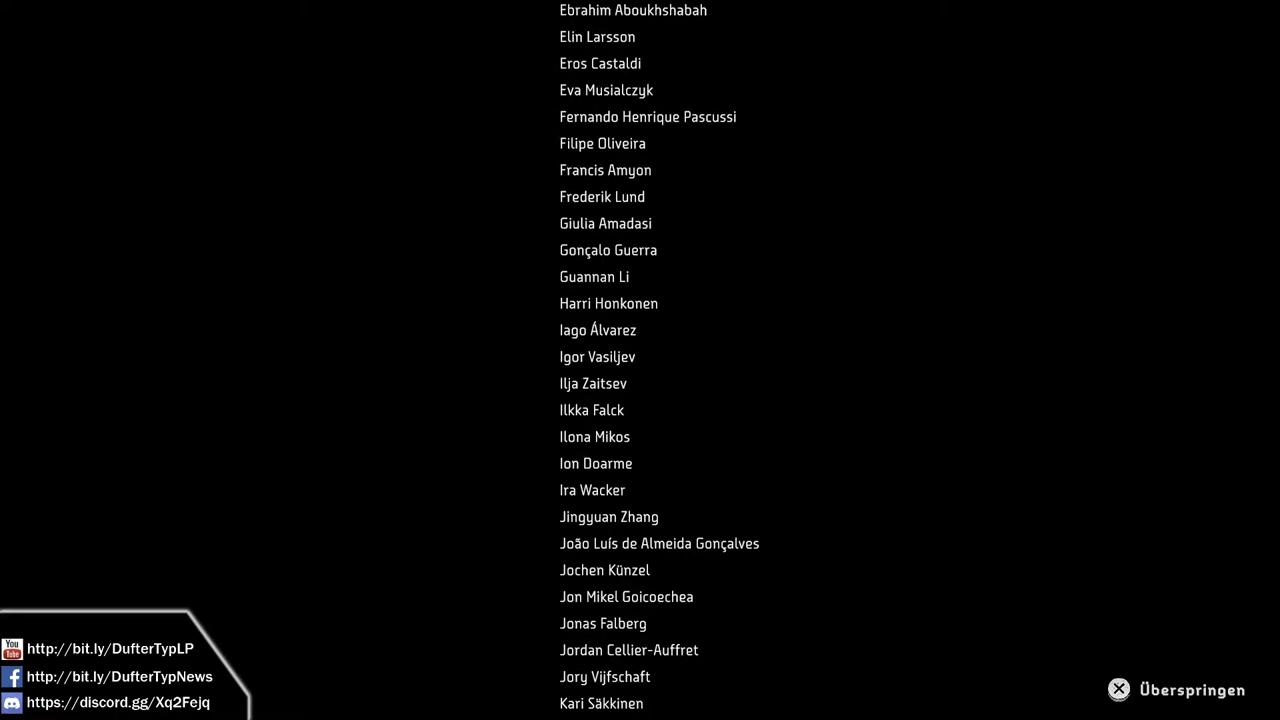 Ebrahim Aboukhshabah
Elin Larsson
Eros Castaldi
Eva Musialczyk
Fernando Henrique Pascussi
Filipe Oliveira
Francis Amyon
Frederik Lund
Giulia Amadasi
Gonçalo Guerra
Guannan Li
Harri Honkonen
Iago Álvarez
Igor Vasiljev
Ilja Zaitsev
Ilkka Falck
Ilona Mikos
Ion Doarme
Ira Wacker
Jingyuan Zhang
João Luís de Almeida Gonçalves
Jochen Künzel
Jon Mikel Goicoechea
Jonas Falberg
Jordan Cellier-Auffret
Jory Vijfschaft
Kari Säkkinen
You Tube http://bit.ly/DufterTypLP
f http://bit.ly/DufterTypNews
https://discord.gg/Xq2Fejq
Überspringen